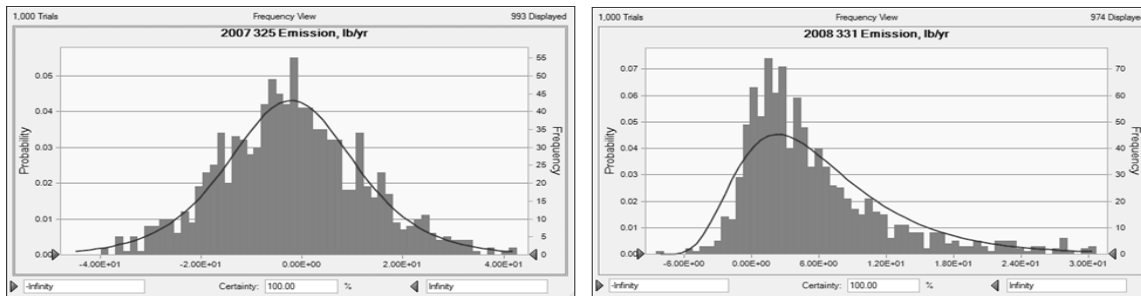 1,000 Trials Frequency View 993 Displayed
2007 325 Emission, lb/yr
Probability
0.05
0.04
0.03
0.02
0.01
0.00
55
50
45
40
35
30
25
20
15
10
5
0
Frequency
-4.00E+01 -2.00E+01 0.000E+00 2.00E+01 4.00E+01
-Infinity Certainty: 100.00 % Infinity
1,000 Trials Frequency View 974 Displayed
2008 331 Emission, lb/yr
Probability
0.07
0.06
0.05
0.04
0.03
0.02
0.01
0.00
70
60
50
40
30
20
10
0
Frequency
-6.00E+00 0.00E+00 6.00E+00 1.20E+01 1.80E+01 2.40E+01 3.00E+01
-Infinity Certainty: 100.00 % Infinity